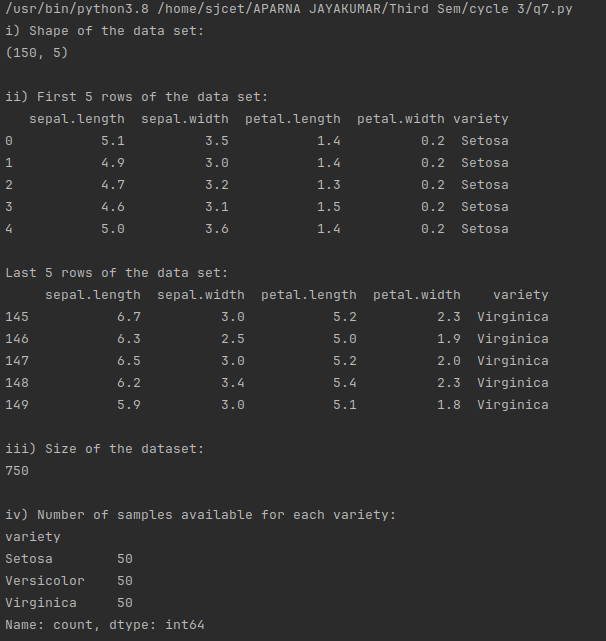 /usr/bin/python3.8 /home/sjcet/APARNA JAYAKUMAR/Third Sem/cycle 3/q7.py
i) Shape of the data set:
(150, 5)
ii) First 5 rows of the data set:
   sepal.length  sepal.width  petal.length  petal.width variety
0           5.1          3.5           1.4          0.2  Setosa
1           4.9          3.0           1.4          0.2  Setosa
2           4.7          3.2           1.3          0.2  Setosa
3           4.6          3.1           1.5          0.2  Setosa
4           5.0          3.6           1.4          0.2  Setosa
Last 5 rows of the data set:
     sepal.length  sepal.width  petal.length  petal.width    variety
145           6.7          3.0           5.2          2.3  Virginica
146           6.3          2.5           5.0          1.9  Virginica
147           6.5          3.0           5.2          2.0  Virginica
148           6.2          3.4           5.4          2.3  Virginica
149           5.9          3.0           5.1          1.8  Virginica
iii) Size of the dataset:
750
iv) Number of samples available for each variety:
variety
Setosa        50
Versicolor    50
Virginica     50
Name: count, dtype: int64